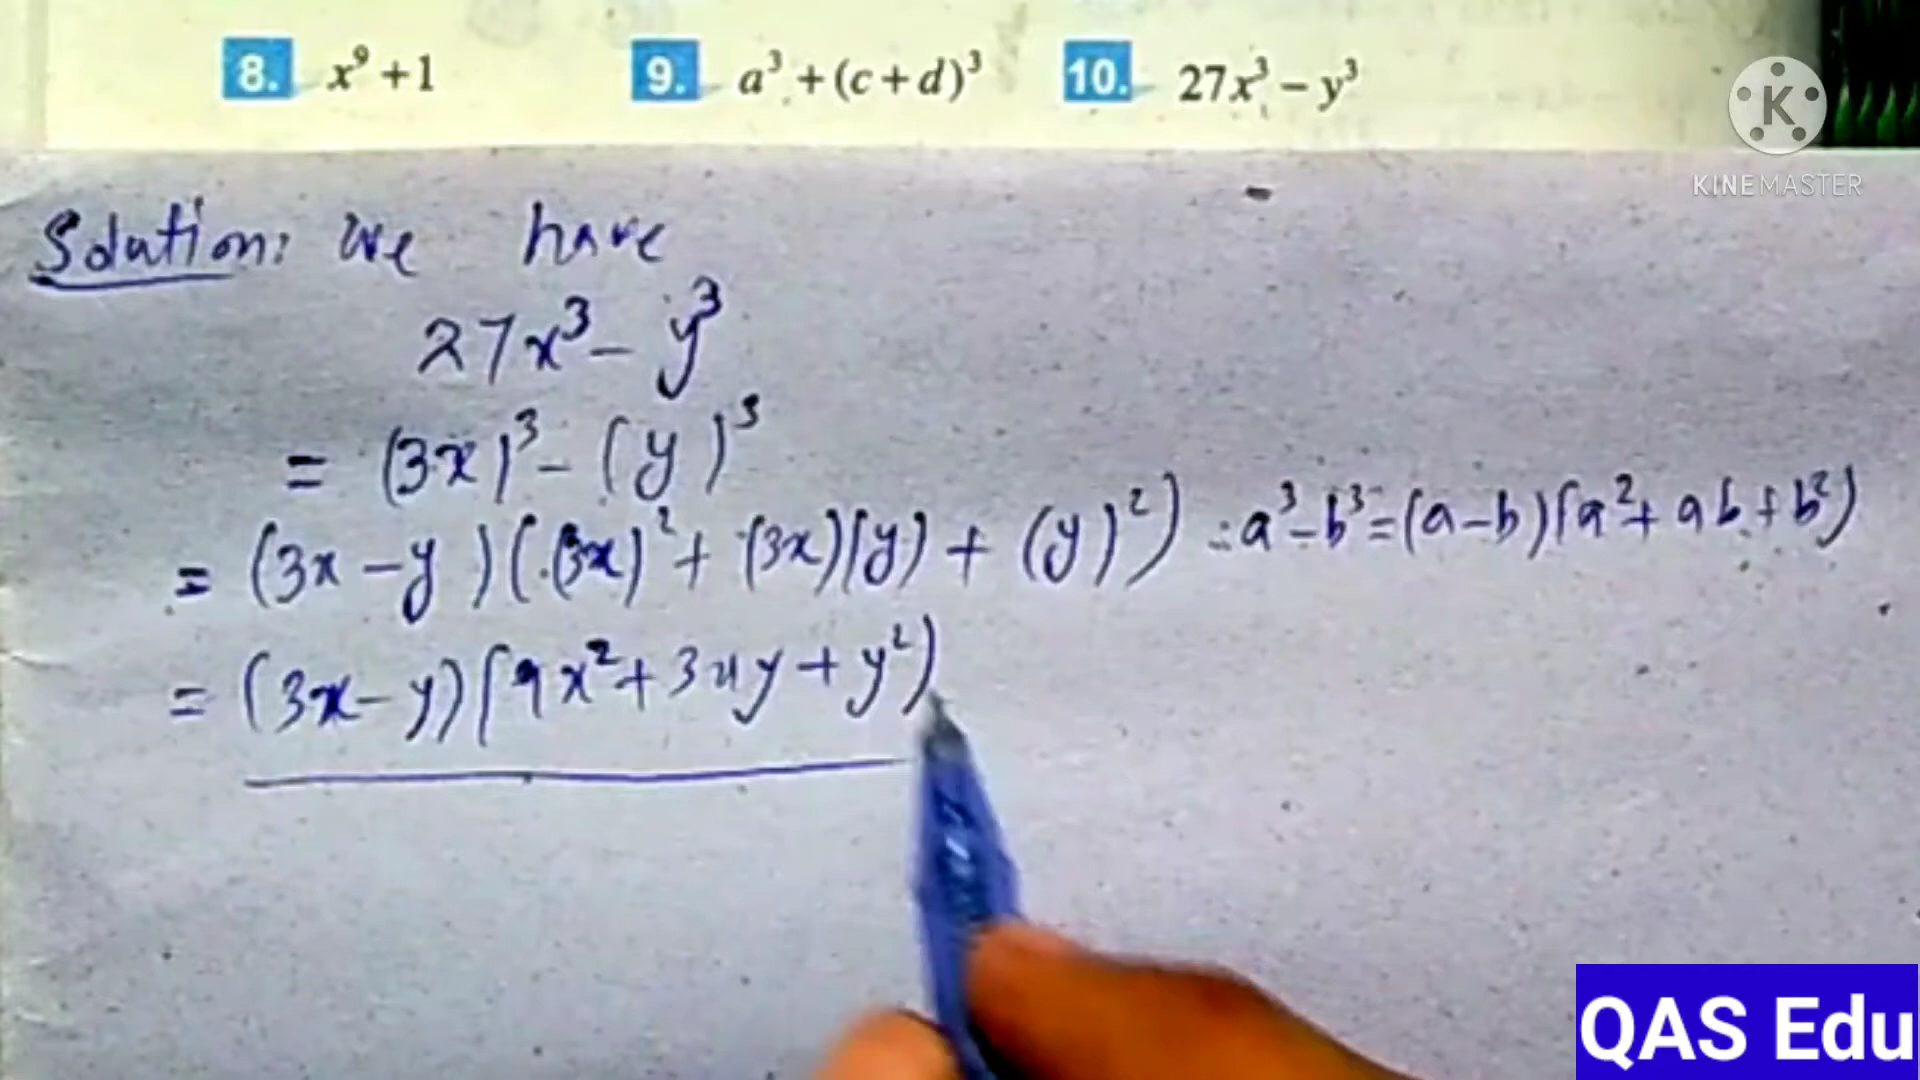 8. x⁹ + 1 9. a³ + (c + d)³ 10. 27x³ − y³
K
KINEMASTER
Solution: We have
27x³ − y³
= (3x)³ − (y)³
= (3x − y)((3x)² + (3x)(y) + (y)²) ∵ a³ − b³ = (a − b)(a² + ab + b²)
= (3x − y)(9x² + 3xy + y²)
QAS Edu